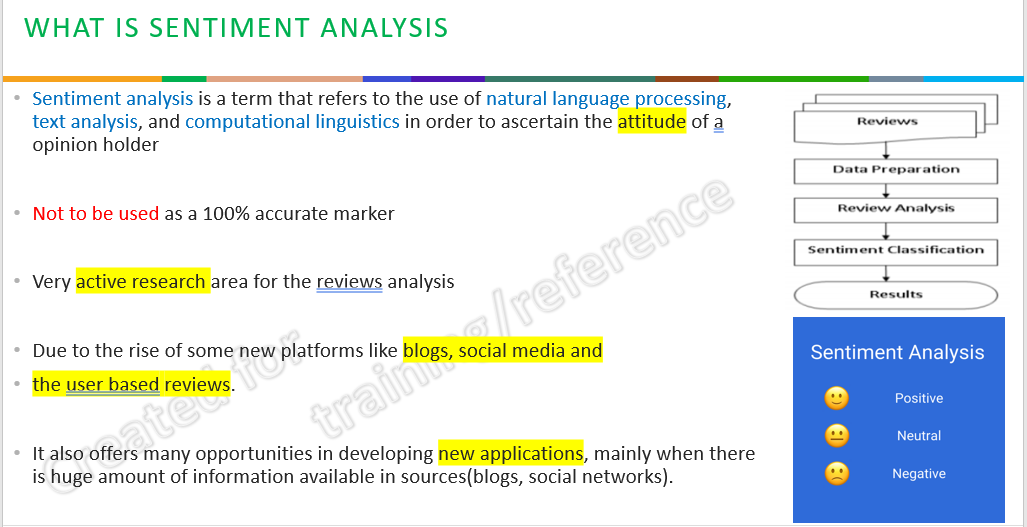 WHAT IS SENTIMENT ANALYSIS
Sentiment analysis is a term that refers to the use of natural language processing,
text analysis, and computational linguistics in order to ascertain the attitude of a
opinion holder
Not to be used as a 100% accurate marker
Very active research area for the reviews analysis
Due to the rise of some new platforms like blogs, social media and
the user based reviews.
It also offers many opportunities in developing new applications, mainly when there
is huge amount of information available in sources(blogs, social networks).
Created for
training/reference
Reviews
Data Preparation
Review Analysis
Sentiment Classification
Results
Sentiment Analysis
Positive
Neutral
Negative